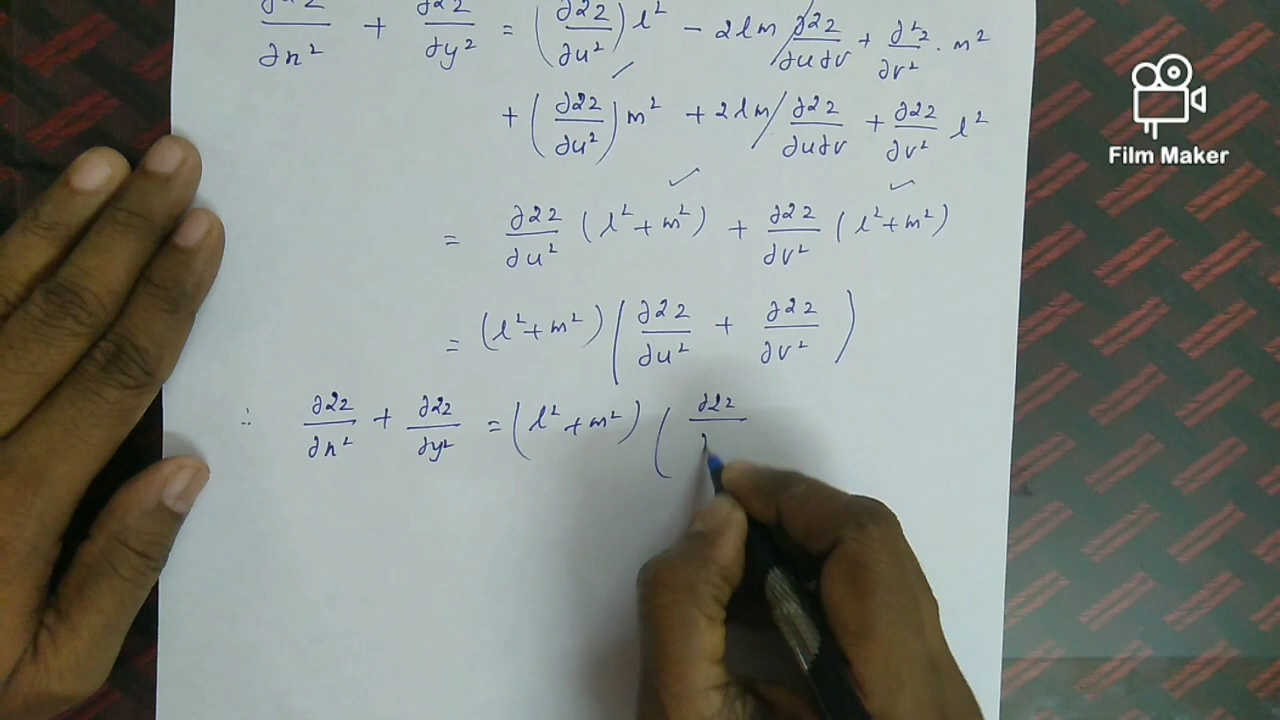 ∂2z/∂x² + ∂2z/∂y² = (∂2z/∂u²) l² - 2lm ∂2z/∂u∂v + ∂²z/∂v² . m²
+ (∂2z/∂u²) m² + 2lm ∂2z/∂u∂v + ∂2z/∂v² l²
= ∂2z/∂u² (l² + m²) + ∂2z/∂v² (l² + m²)
= (l² + m²) (∂2z/∂u² + ∂2z/∂v²)
∴ ∂2z/∂x² + ∂2z/∂y² = (l² + m²) (∂2z/∂
Film Maker